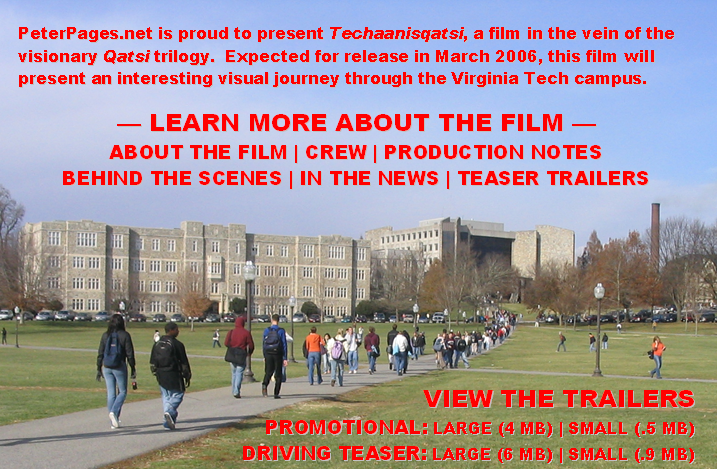 PeterPages.net is proud to present Techaanisqatsi, a film in the vein of the
visionary Qatsi trilogy.  Expected for release in March 2006, this film will
present an interesting visual journey through the Virginia Tech campus.
— LEARN MORE ABOUT THE FILM —
ABOUT THE FILM | CREW | PRODUCTION NOTES
BEHIND THE SCENES | IN THE NEWS | TEASER TRAILERS
VIEW THE TRAILERS
PROMOTIONAL: LARGE (4 MB) | SMALL (.5 MB)
DRIVING TEASER: LARGE (6 MB) | SMALL (.9 MB)